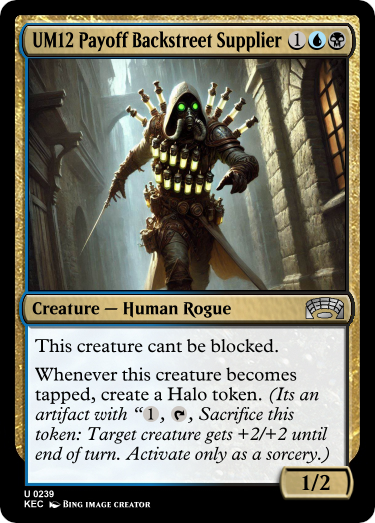 UM12 Payoff Backstreet Supplier 1
Creature — Human Rogue
This creature cant be blocked.
Whenever this creature becomes
tapped, create a Halo token. (Its an
artifact with “1, , Sacrifice this
token: Target creature gets +2/+2 until
end of turn. Activate only as a sorcery.)
1/2
U 0239
KEC BING IMAGE CREATOR